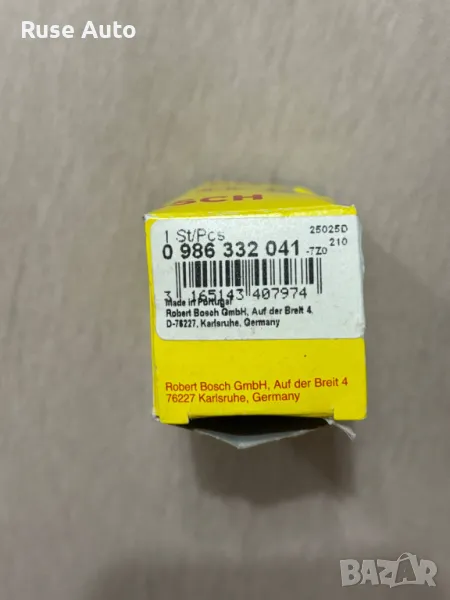 Ruse Auto
SCH
1 St/Pcs 25025D
0 986 332 041 -7Z0 210
3 165143 407974
Made in Portugal
Robert Bosch GmbH, Auf der Breit 4,
D-76227, Karlsruhe, Germany
Robert Bosch GmbH, Auf der Breit 4
76227 Karlsruhe, Germany
BAZAR